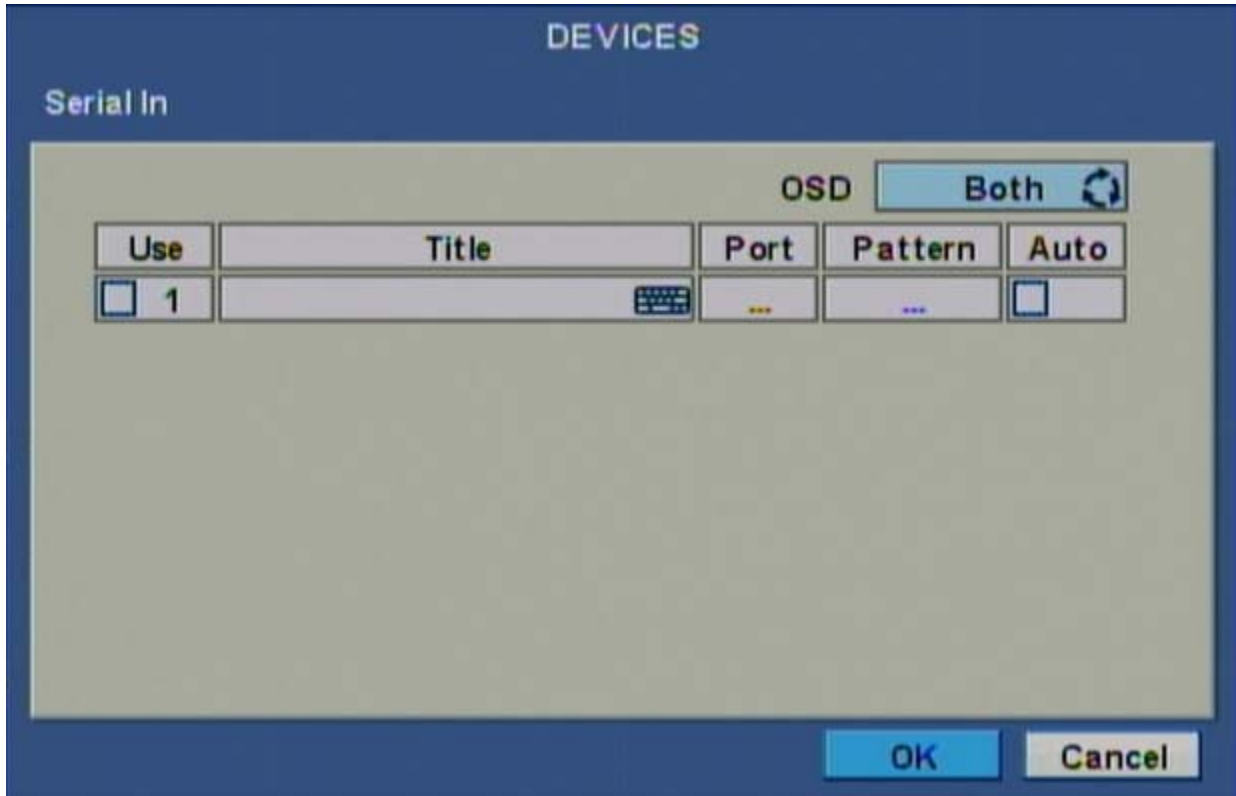 DEVICES
Serial In
OSD Both
Use Title Port Pattern Auto
1 ... ...
OK Cancel